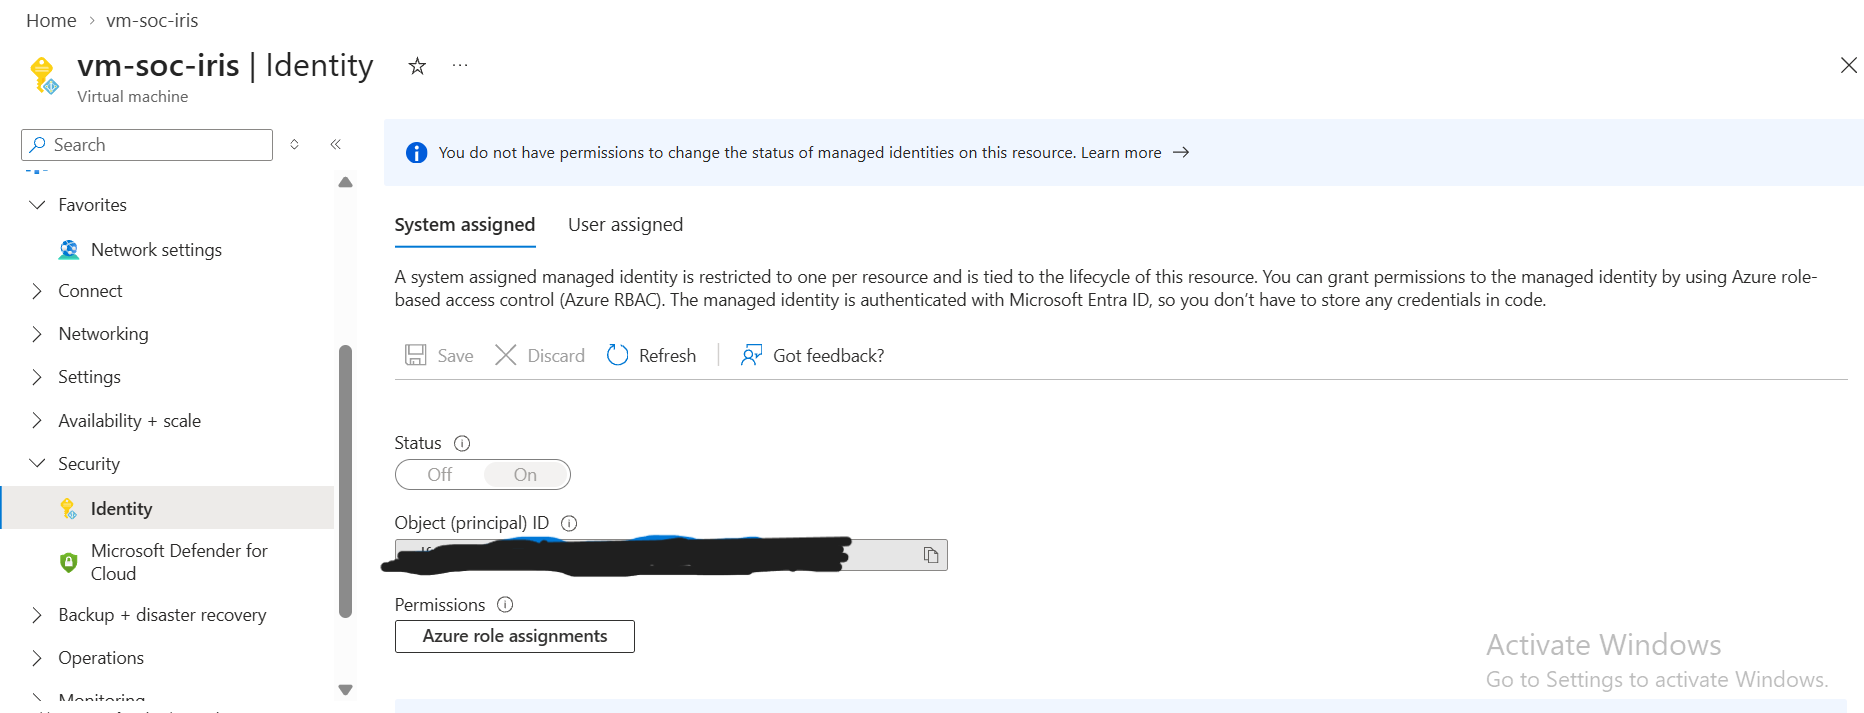 Home > vm-soc-iris
vm-soc-iris | Identity
Virtual machine
Search
You do not have permissions to change the status of managed identities on this resource. Learn more →
Favorites
Network settings
Connect
Networking
Settings
Availability + scale
Security
Identity
Microsoft Defender for
Cloud
Backup + disaster recovery
Operations
Monitoring
System assigned User assigned
A system assigned managed identity is restricted to one per resource and is tied to the lifecycle of this resource. You can grant permissions to the managed identity by using Azure role-
based access control (Azure RBAC). The managed identity is authenticated with Microsoft Entra ID, so you don’t have to store any credentials in code.
Save Discard Refresh Got feedback?
Status
Off On
Object (principal) ID
Permissions
Azure role assignments
Activate Windows
Go to Settings to activate Windows.